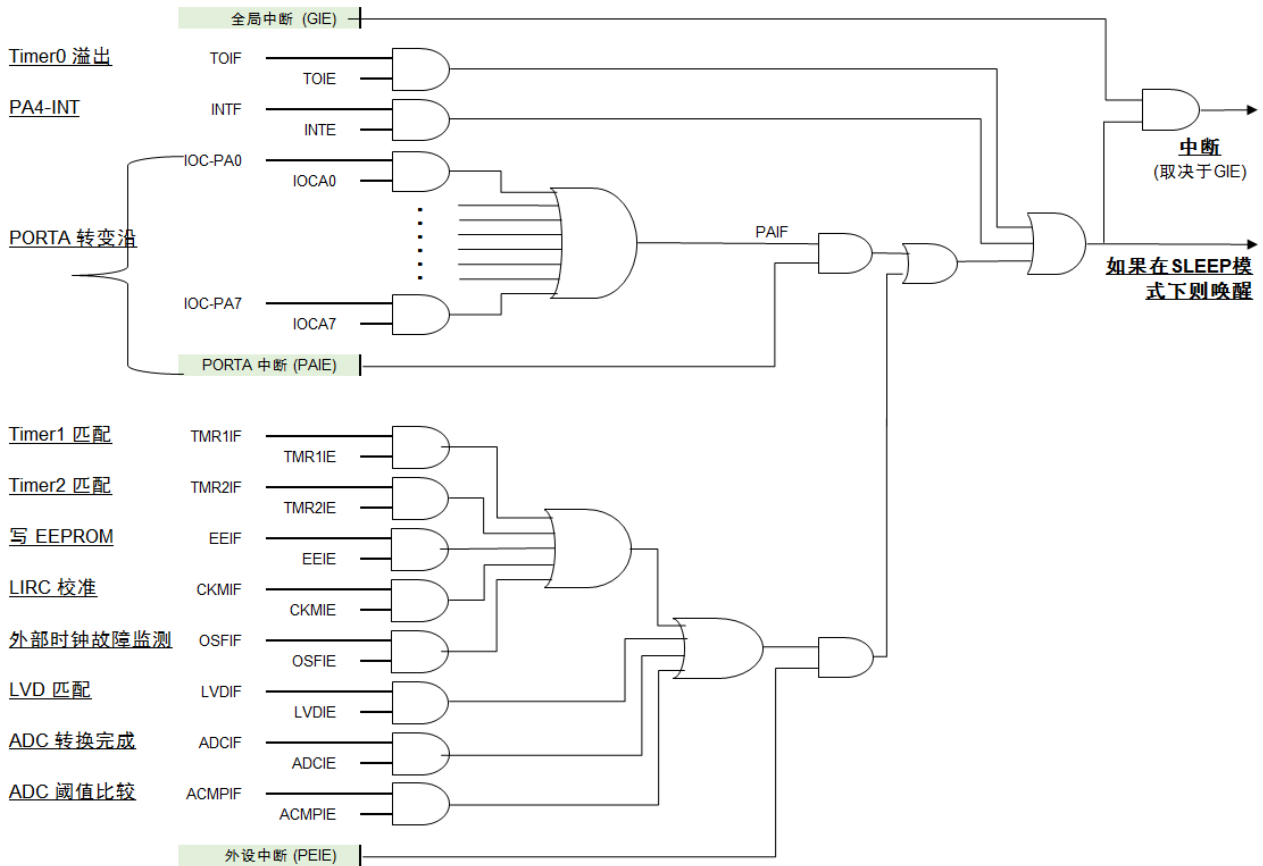 全局中断 (GIE)
Timer0 溢出
TOIF
TOIE
PA4-INT
INTF
INTE
中断
(取决于GIE)
IOC-PA0
IOCA0
PORTA 转变沿
PAIF
如果在SLEEP模
式下则唤醒
IOC-PA7
IOCA7
PORTA 中断 (PAIE)
Timer1 匹配
TMR1IF
TMR1IE
Timer2 匹配
TMR2IF
TMR2IE
写 EEPROM
EEIF
EEIE
LIRC 校准
CKMIF
CKMIE
外部时钟故障监测
OSFIF
OSFIE
LVD 匹配
LVDIF
LVDIE
ADC 转换完成
ADCIF
ADCIE
ADC 阈值比较
ACMPIF
ACMPIE
外设中断 (PEIE)